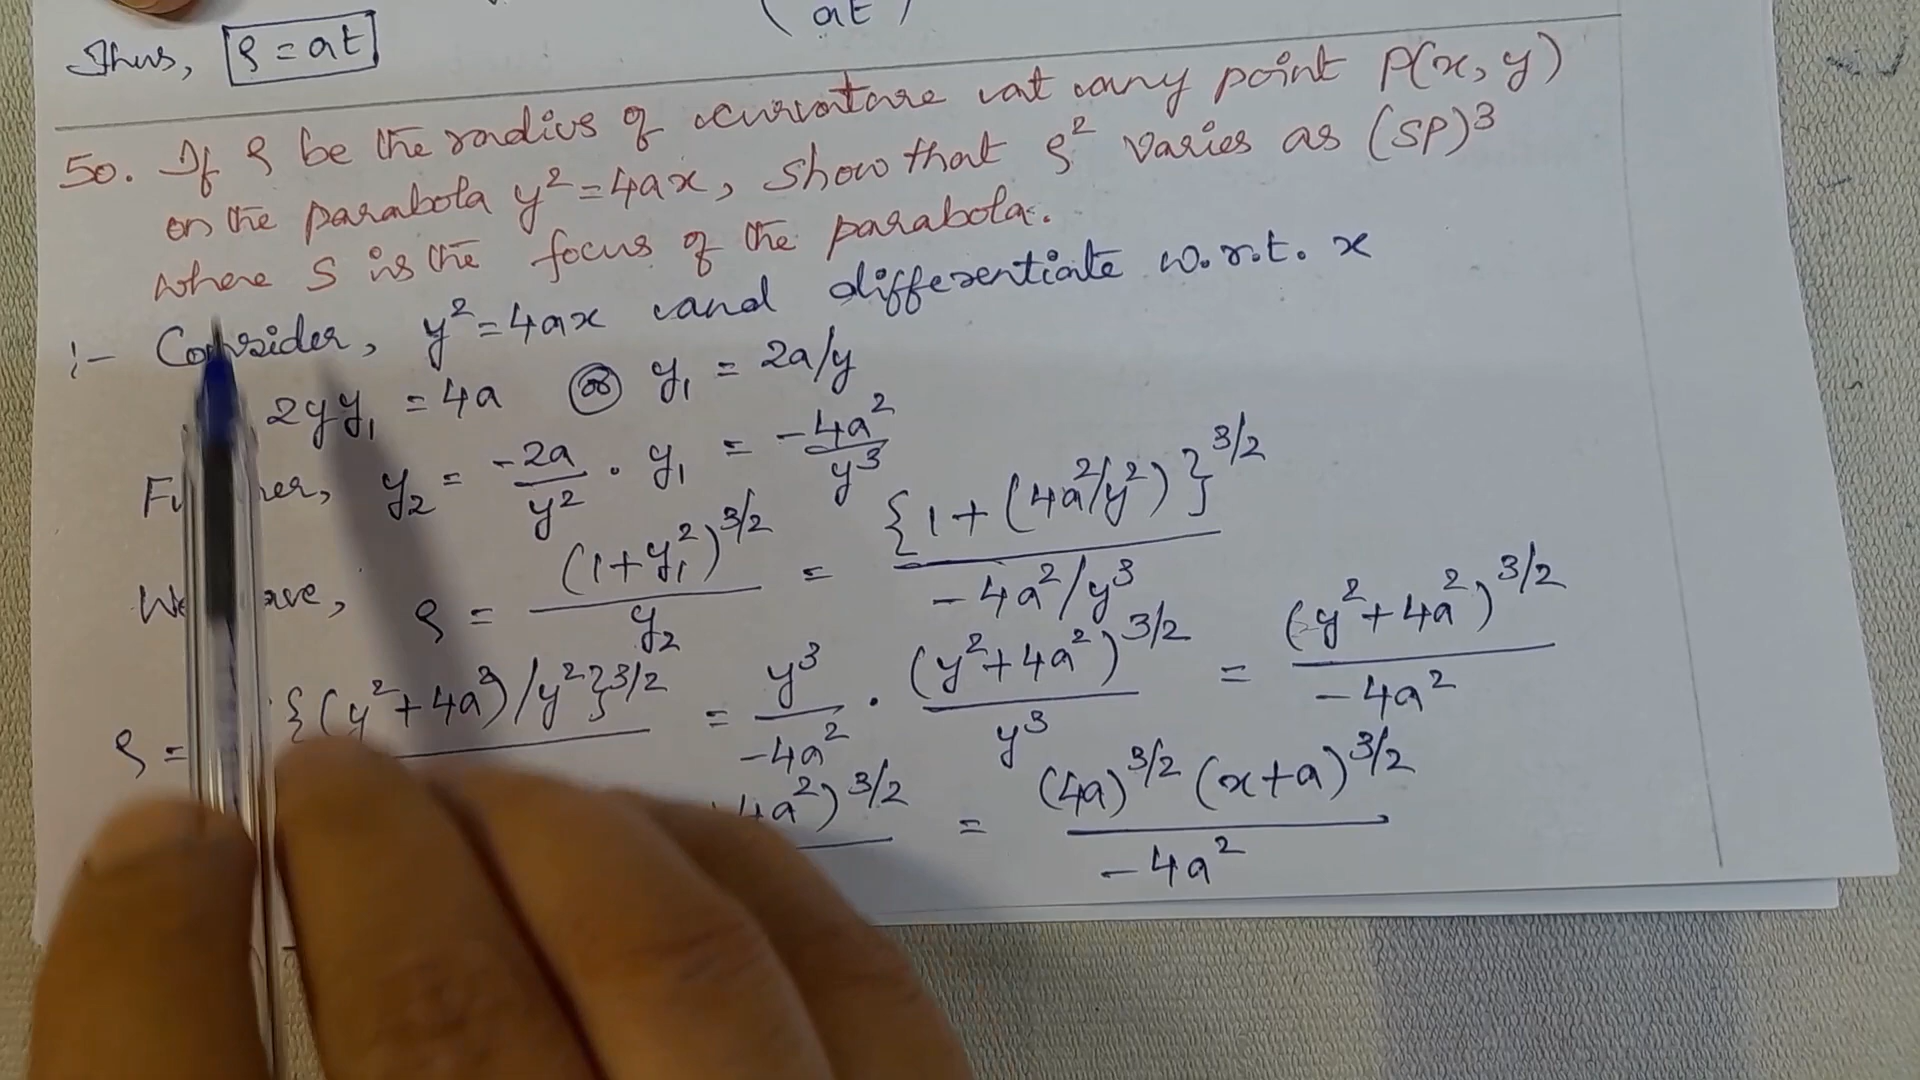 ( at )
Thus, ρ = at
50. If ρ be the radius of curvature at any point P(x, y)
on the parabola y² = 4ax, show that ρ² varies as (SP)³
where S is the focus of the parabola.
:- Consider, y² = 4ax and differentiate w.r.t. x
2yy₁ = 4a or y₁ = 2a/y
y₂ = -2a/y² . y₁ = -4a²/y³
ρ = (1+y₁²)^3/2 / y₂ = {1+(4a²/y²)}^3/2 / -4a²/y³
ρ = {(y²+4a²)/y²}^3/2 = y³/-4a² . (y²+4a²)^3/2 / y³ = (y²+4a²)^3/2 / -4a²
4a²)^3/2 = (4a)^3/2 (x+a)^3/2 / -4a²